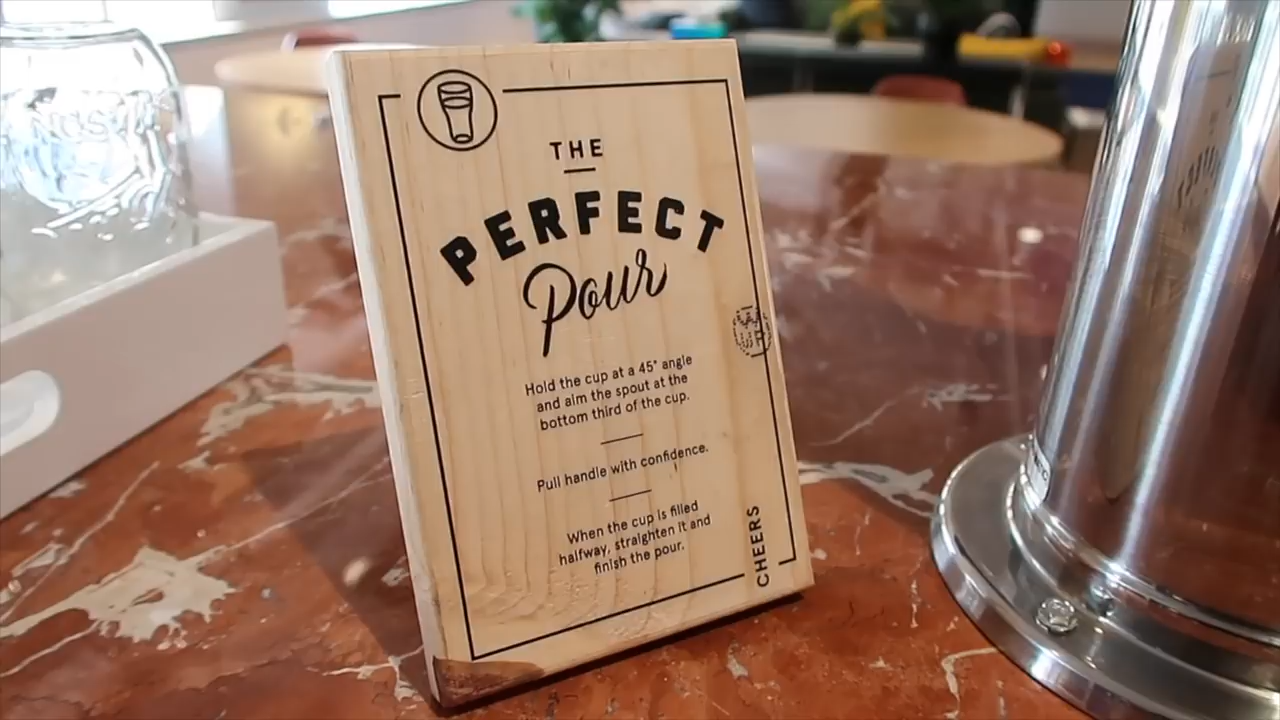 THE
PERFECT
Pour
Hold the cup at a 45° angle
and aim the spout at the
bottom third of the cup.
Pull handle with confidence.
When the cup is filled
halfway, straighten it and
finish the pour.
CHEERS